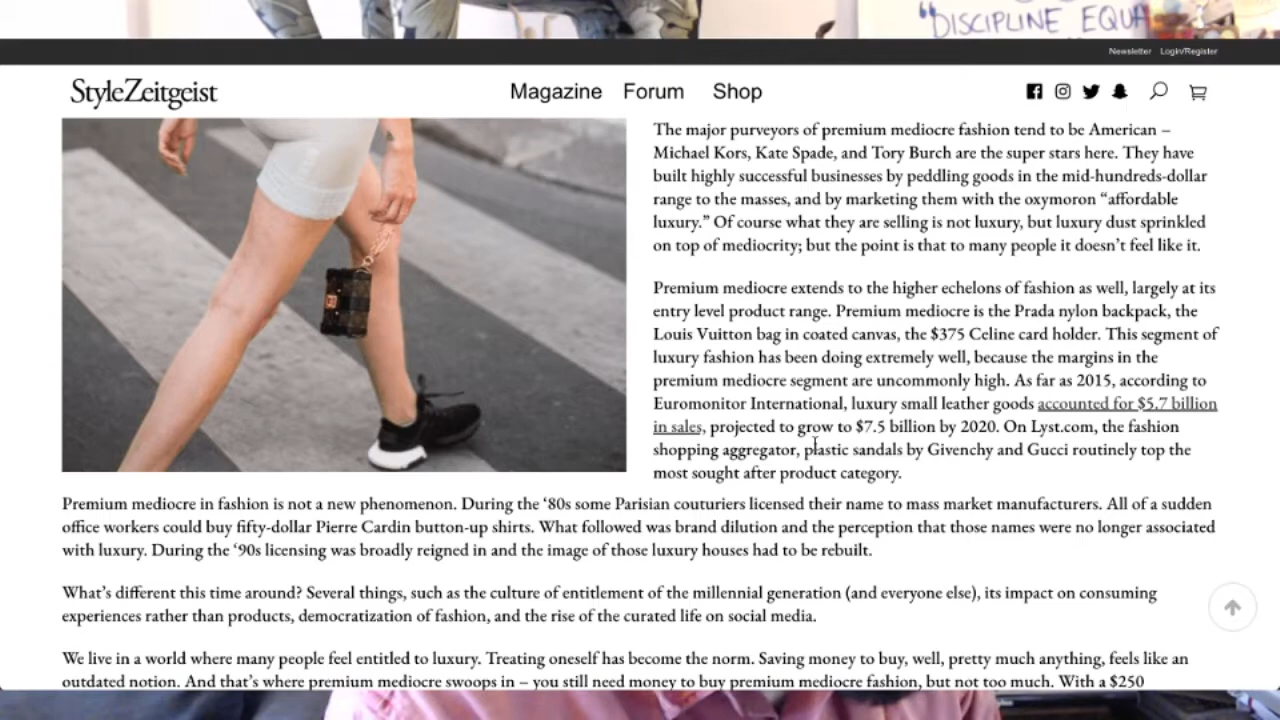 “DISCIPLINE EQUA
Newsletter Login/Register
StyleZeitgeist
Magazine Forum Shop
The major purveyors of premium mediocre fashion tend to be American –
Michael Kors, Kate Spade, and Tory Burch are the super stars here. They have
built highly successful businesses by peddling goods in the mid-hundreds-dollar
range to the masses, and by marketing them with the oxymoron “affordable
luxury.” Of course what they are selling is not luxury, but luxury dust sprinkled
on top of mediocrity; but the point is that to many people it doesn’t feel like it.
Premium mediocre extends to the higher echelons of fashion as well, largely at its
entry level product range. Premium mediocre is the Prada nylon backpack, the
Louis Vuitton bag in coated canvas, the $375 Celine card holder. This segment of
luxury fashion has been doing extremely well, because the margins in the
premium mediocre segment are uncommonly high. As far as 2015, according to
Euromonitor International, luxury small leather goods accounted for $5.7 billion
in sales, projected to grow to $7.5 billion by 2020. On Lyst.com, the fashion
shopping aggregator, plastic sandals by Givenchy and Gucci routinely top the
most sought after product category.
Premium mediocre in fashion is not a new phenomenon. During the ‘80s some Parisian couturiers licensed their name to mass market manufacturers. All of a sudden
office workers could buy fifty-dollar Pierre Cardin button-up shirts. What followed was brand dilution and the perception that those names were no longer associated
with luxury. During the ‘90s licensing was broadly reigned in and the image of those luxury houses had to be rebuilt.
What’s different this time around? Several things, such as the culture of entitlement of the millennial generation (and everyone else), its impact on consuming
experiences rather than products, democratization of fashion, and the rise of the curated life on social media.
We live in a world where many people feel entitled to luxury. Treating oneself has become the norm. Saving money to buy, well, pretty much anything, feels like an
outdated notion. And that’s where premium mediocre swoops in – you still need money to buy premium mediocre fashion, but not too much. With a $250